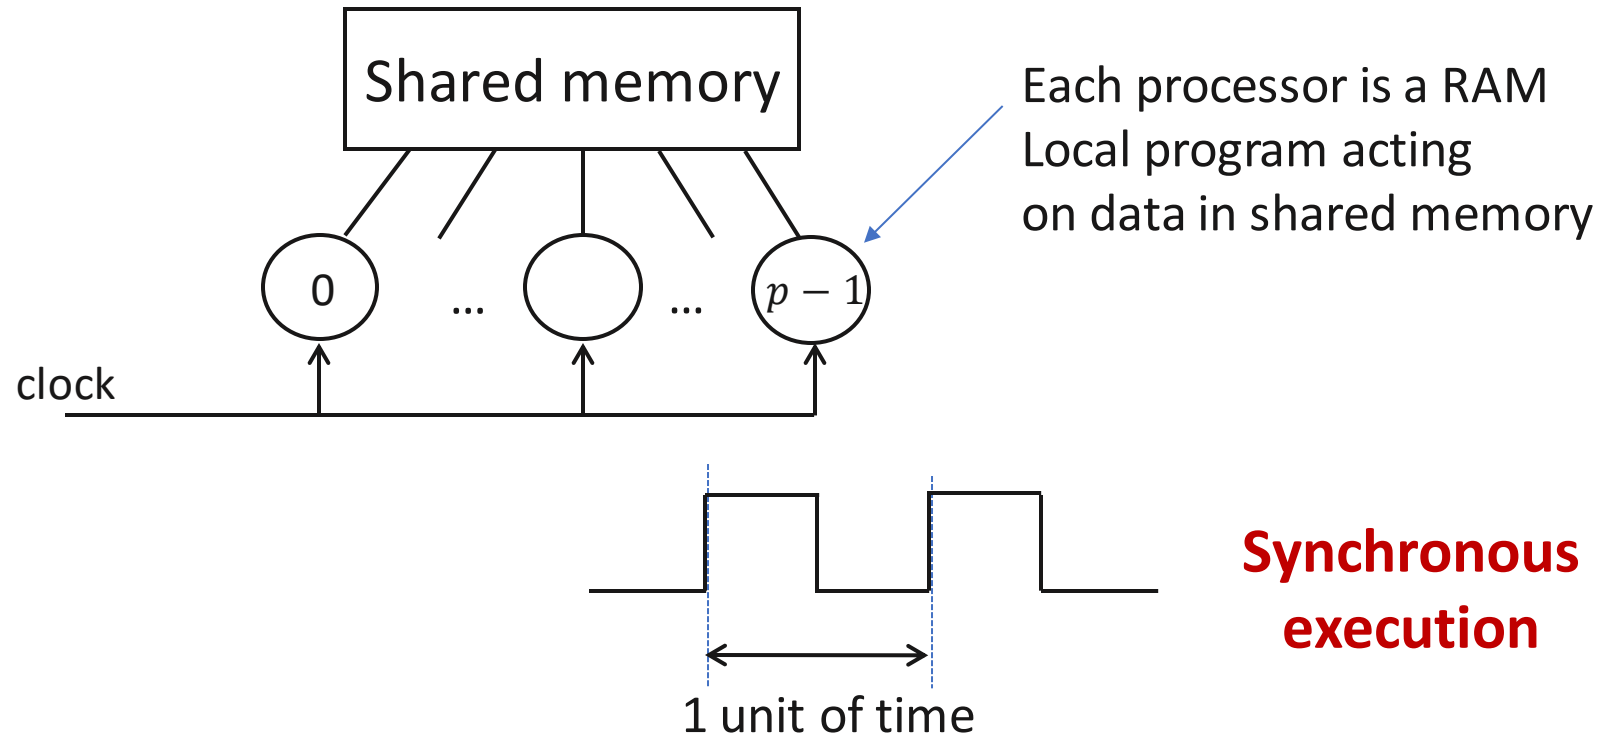 Shared memory
Each processor is a RAM
Local program acting
on data in shared memory
0
...
...
p − 1
clock
Synchronous
execution
1 unit of time